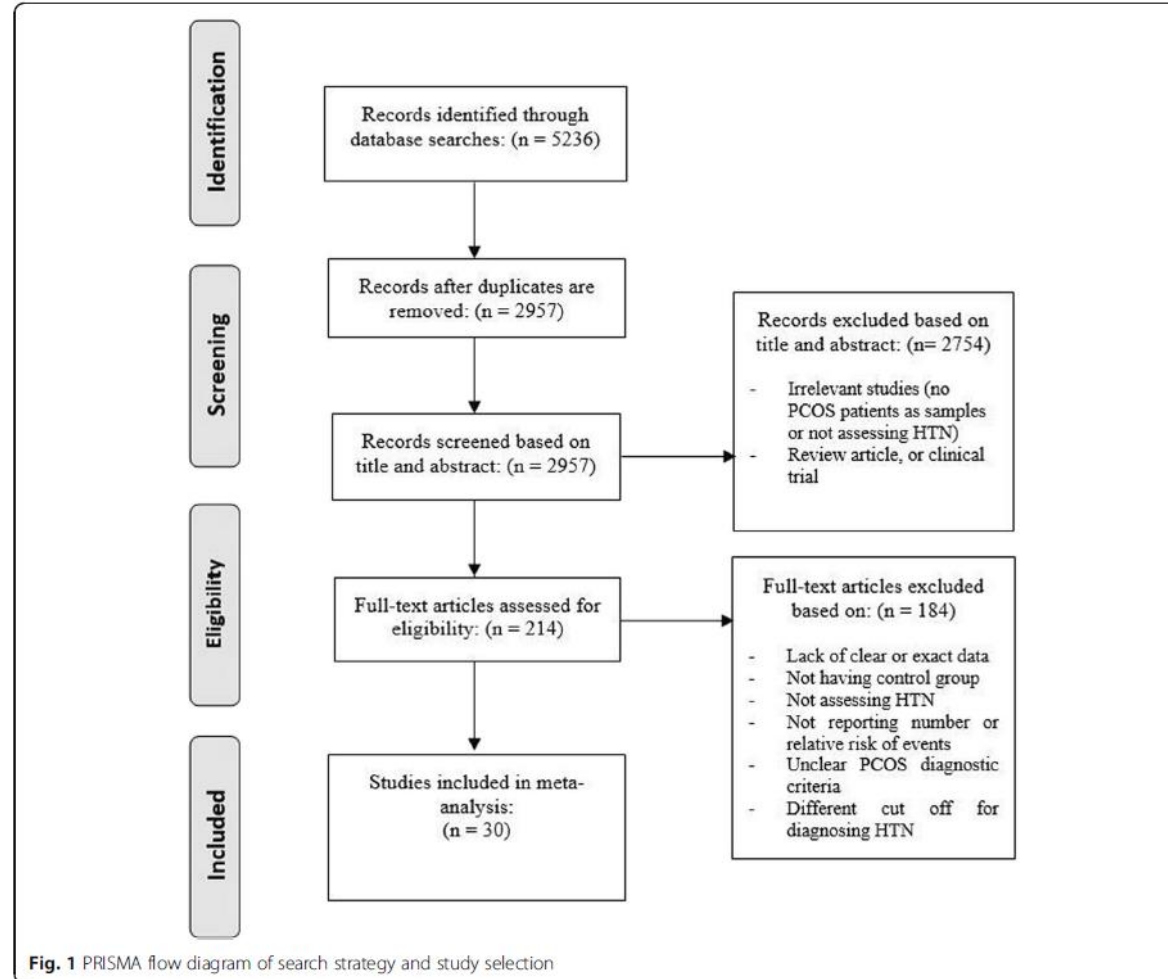 Identification
Records identified through
database searches: (n = 5236)
Screening
Records after duplicates are
removed: (n = 2957)
Records screened based on
title and abstract: (n = 2957)
Records excluded based on
title and abstract: (n= 2754)
- Irrelevant studies (no
PCOS patients as samples
or not assessing HTN)
- Review article, or clinical
trial
Eligibility
Full-text articles assessed for
eligibility: (n = 214)
Full-text articles excluded
based on: (n = 184)
- Lack of clear or exact data
- Not having control group
- Not assessing HTN
- Not reporting number or
relative risk of events
- Unclear PCOS diagnostic
criteria
- Different cut off for
diagnosing HTN
Included
Studies included in meta-
analysis:
(n = 30)
Fig. 1 PRISMA flow diagram of search strategy and study selection